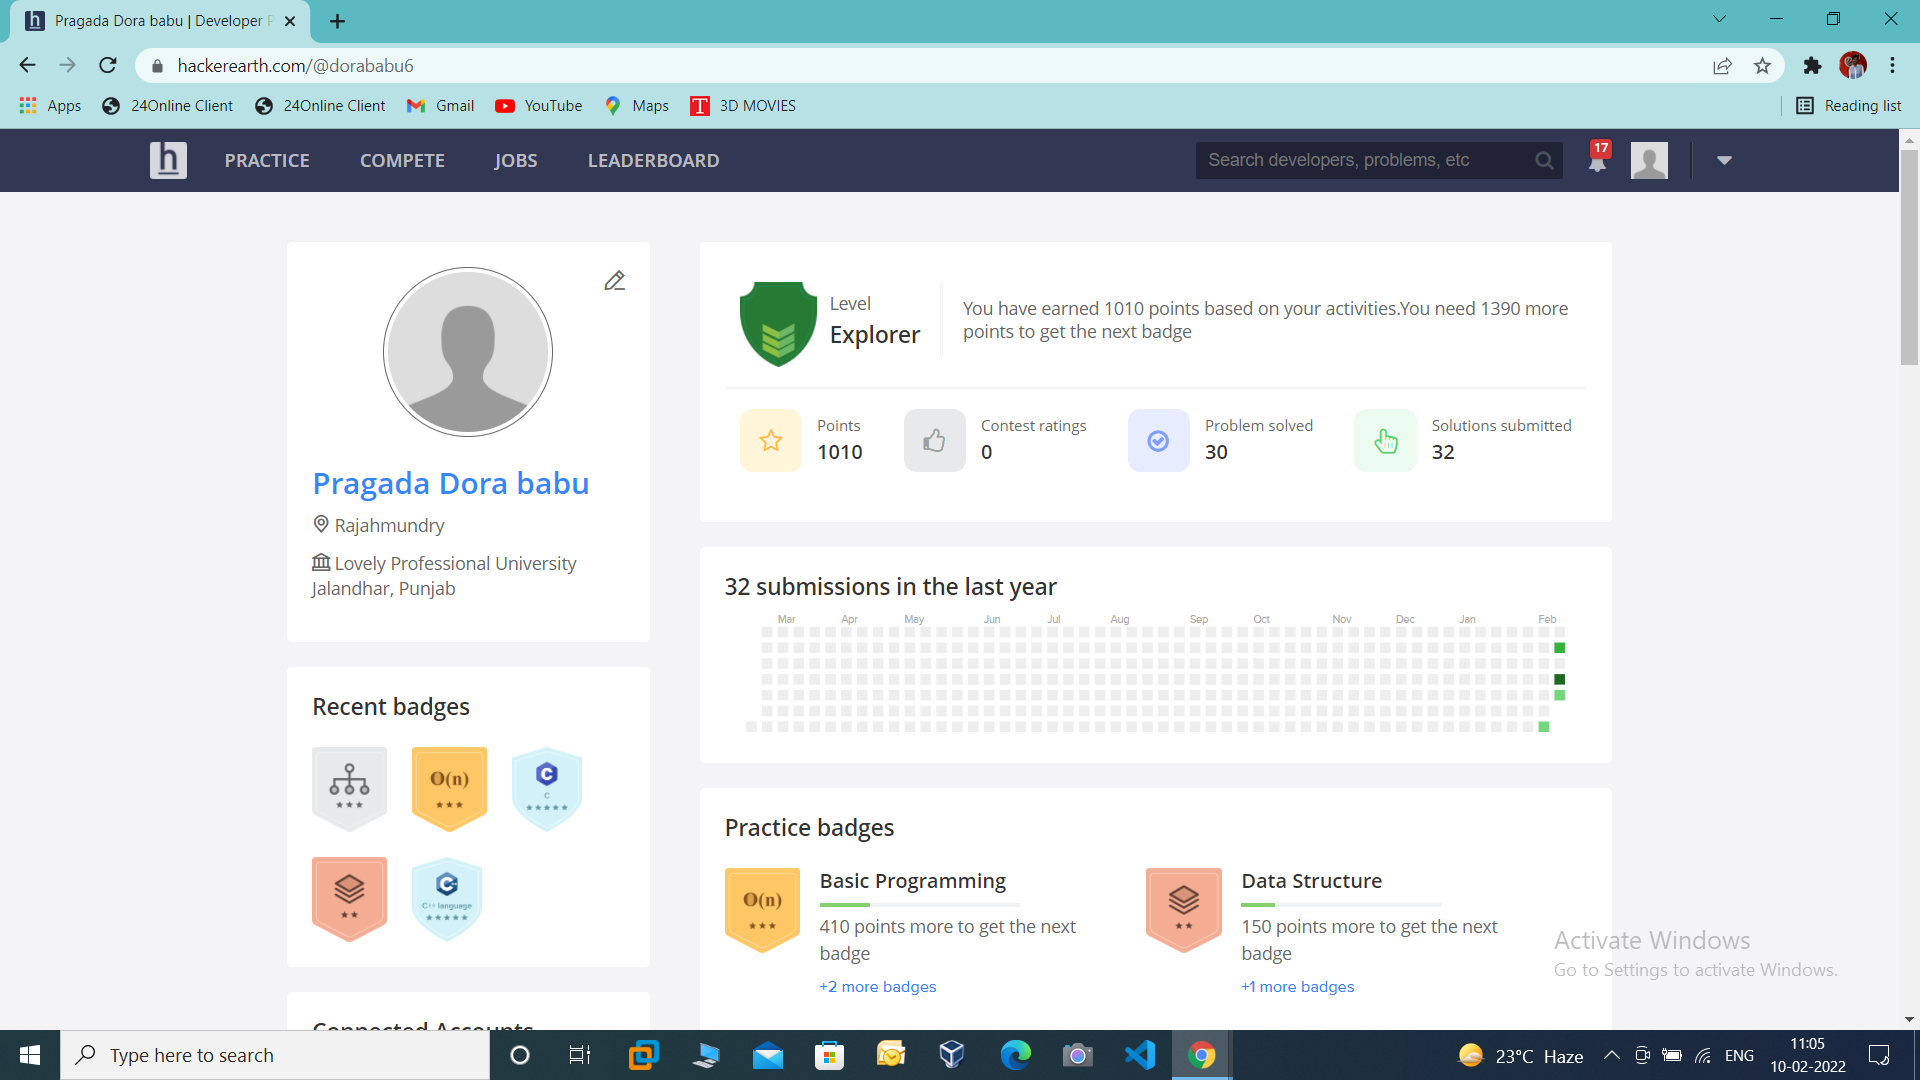 Pragada Dora babu | Developer P
hackerearth.com/@dorababu6
Apps 24Online Client 24Online Client Gmail YouTube Maps T 3D MOVIES Reading list
h PRACTICE COMPETE JOBS LEADERBOARD Search developers, problems, etc 17
Pragada Dora babu
Rajahmundry
Lovely Professional University
Jalandhar, Punjab
Recent badges
O(n)
C
C
C++
C++ language
Connected Accounts
Level
Explorer
You have earned 1010 points based on your activities.You need 1390 more
points to get the next badge
Points
1010
Contest ratings
0
Problem solved
30
Solutions submitted
32
32 submissions in the last year
Mar Apr May Jun Jul Aug Sep Oct Nov Dec Jan Feb
Practice badges
O(n)
Basic Programming
410 points more to get the next
badge
+2 more badges
Data Structure
150 points more to get the next
badge
+1 more badges
Activate Windows
Go to Settings to activate Windows.
Type here to search
23°C Haze
ENG
11:05
10-02-2022